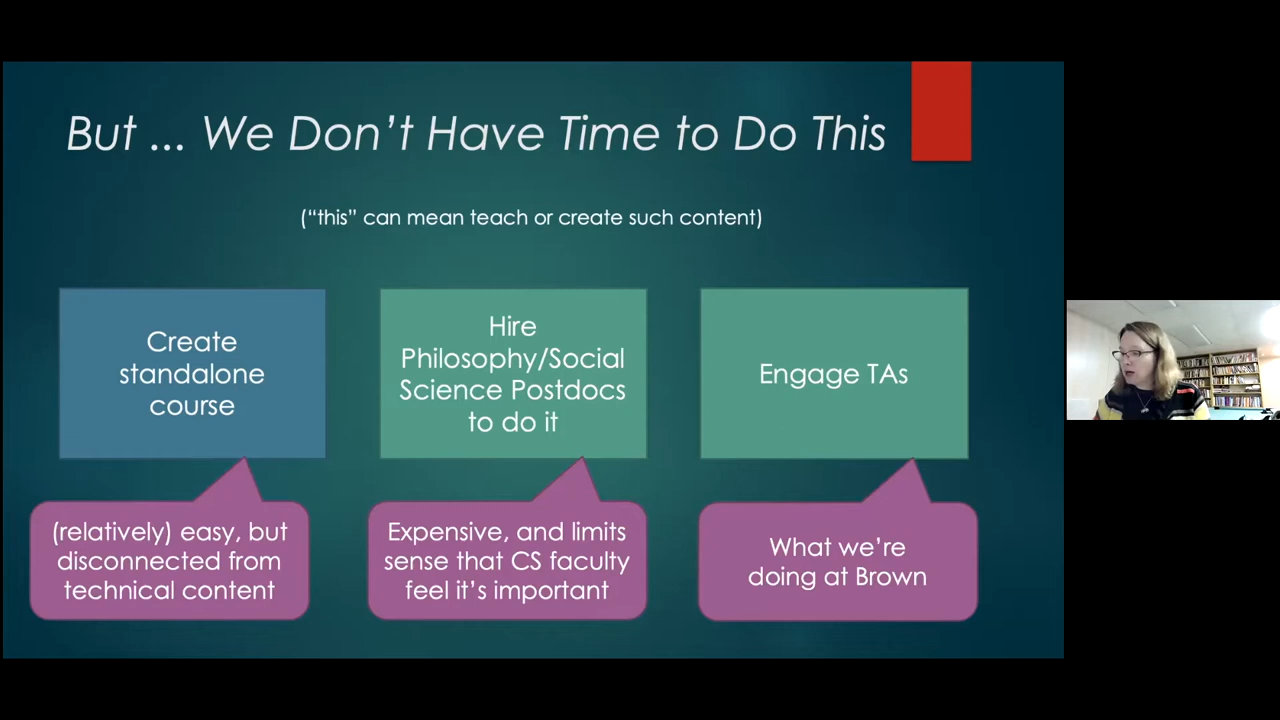 But ... We Don’t Have Time to Do This
(“this” can mean teach or create such content)
Create
standalone
course
Hire
Philosophy/Social
Science Postdocs
to do it
Engage TAs
(relatively) easy, but
disconnected from
technical content
Expensive, and limits
sense that CS faculty
feel it’s important
What we’re
doing at Brown